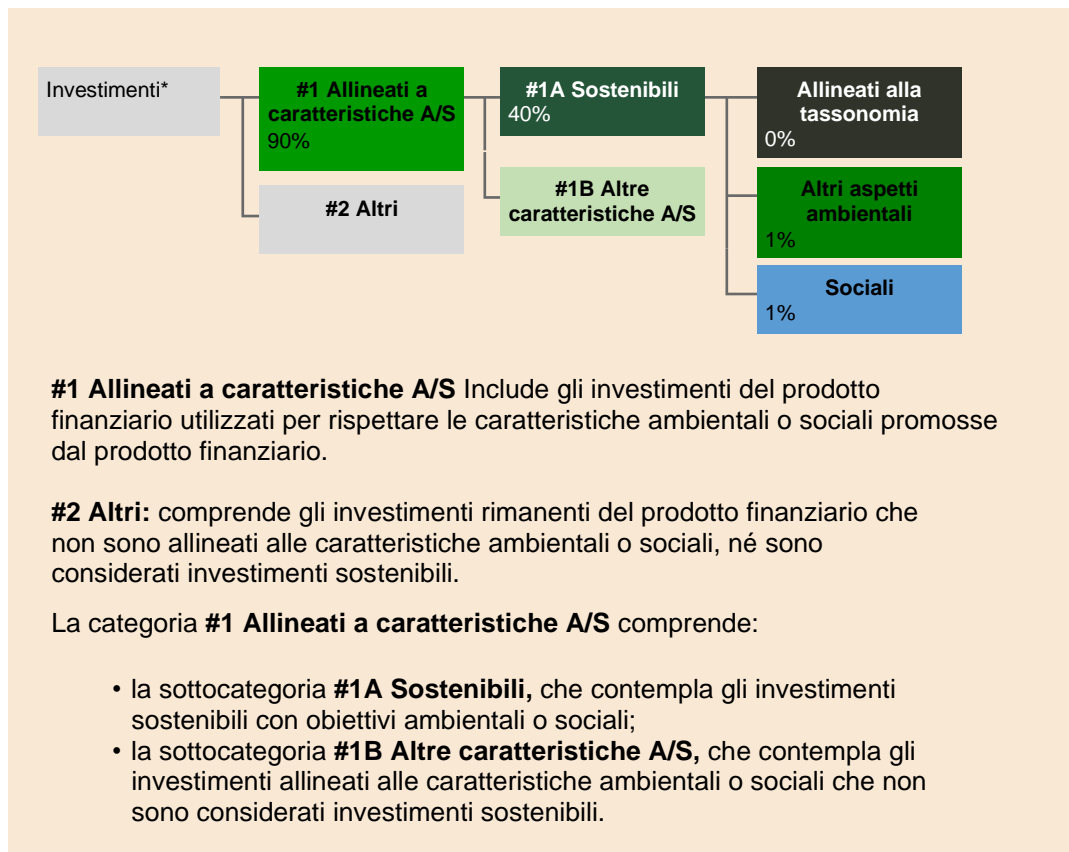 Investimenti*
#1 Allineati a
caratteristiche A/S
90%
#2 Altri
#1A Sostenibili
40%
#1B Altre
caratteristiche A/S
Allineati alla
tassonomia
0%
Altri aspetti
ambientali
1%
Sociali
1%
#1 Allineati a caratteristiche A/S Include gli investimenti del prodotto
finanziario utilizzati per rispettare le caratteristiche ambientali o sociali promosse
dal prodotto finanziario.
#2 Altri: comprende gli investimenti rimanenti del prodotto finanziario che
non sono allineati alle caratteristiche ambientali o sociali, né sono
considerati investimenti sostenibili.
La categoria #1 Allineati a caratteristiche A/S comprende:
• la sottocategoria #1A Sostenibili, che contempla gli investimenti
sostenibili con obiettivi ambientali o sociali;
• la sottocategoria #1B Altre caratteristiche A/S, che contempla gli
investimenti allineati alle caratteristiche ambientali o sociali che non
sono considerati investimenti sostenibili.